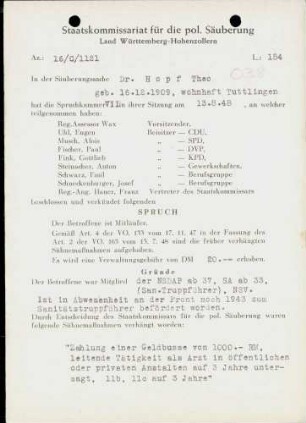 Staatskommissariat für die pol. Säuberung
Land Württemberg-Hohenzollern
Az.: 16/C/1121
L.: 154
In der Säuberungssache Dr. Hopf Theo
geb. 16.12.1909, wohnhaft Tuttlingen
hat die Spruchkammer VII in ihrer Sitzung am 12.8.48, an welcher
teilgenommen haben:
Reg.Assessor Wax Vorsitzender,
Uhl, Eugen Beisitzer — CDU,
Munsch, Alois „ — SPD,
Fischer, Paul „ — DVP,
Fink, Gottlieb „ — KPD,
Steinacher, Anton „ — Gewerkschaften,
Schwarz, Emil „ — Berufsgruppe
Schneckenburger, Josef „ — Berufsgruppe
Reg.-Ang. Hauer, Franz Vertreter des Staatskommissars
beschlossen und verkündet folgenden
SPRUCH
Der Betroffene ist Mitläufer.
Gemäß Art. 4 der VO. 133 vom 17. 11. 47 in der Fassung des
Art. 2 der VO. 165 vom 15. 7. 48 sind die früher verhängten
Sühnemaßnahmen verbüßt.
Es wird eine Verwaltungsgebühr von DM 20.— erhoben.
Gründe
Der Betroffene war Mitglied der NSDAP ab 37, SA ab 33,
(San.Truppführer), NSV.
Ist in Abwesenheit an der Front noch 1943 zum
Sanitätstruppführer befördert worden.
Durch Entscheidung des Staatskommissars für die pol. Säuberung waren
folgende Sühnemaßnahmen verhängt worden:
"Zahlung einer Geldbusse von 1000.- RM,
leitende Tätigkeit als Arzt in öffentlichen
oder privaten Anstalten auf 3 Jahre unter-
sagt, 11b, 11c auf 3 Jahre"